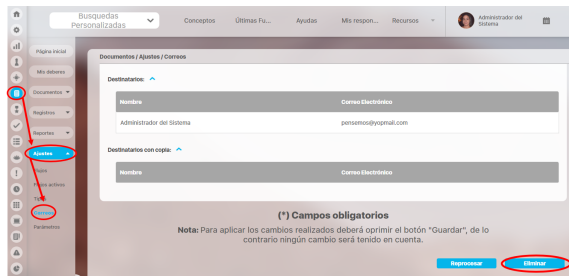 Busquedas
Personalizadas
Conceptos
Últimas Fu...
Ayudas
Mis respon...
Recursos
Administrador del
Sistema
Página inicial
Mis deberes
Documentos
Registros
Reportes
Ajustes
Flujos activos
Correos
Parámetros
Documentos / Ajustes / Correos
Destinatarios:
Nombre
Correo Electrónico
Administrador del Sistema
pensemos@yopmail.com
Destinatarios con copia:
Nombre
Correo Electrónico
(*) Campos obligatorios
Nota: Para aplicar los cambios realizados deberá oprimir el botón "Guardar", de lo
contrario ningún cambio será tenido en cuenta.
Reprocesar
Eliminar